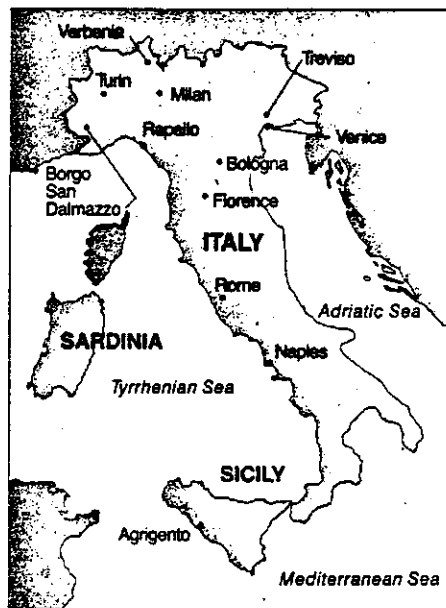 Verbania
Treviso
Turin
Milan
Venice
Rapallo
Bologna
Borgo
San
Dalmazzo
Florence
ITALY
Rome
Adriatic Sea
SARDINIA
Naples
Tyrrhenian Sea
SICILY
Agrigento
Mediterranean Sea